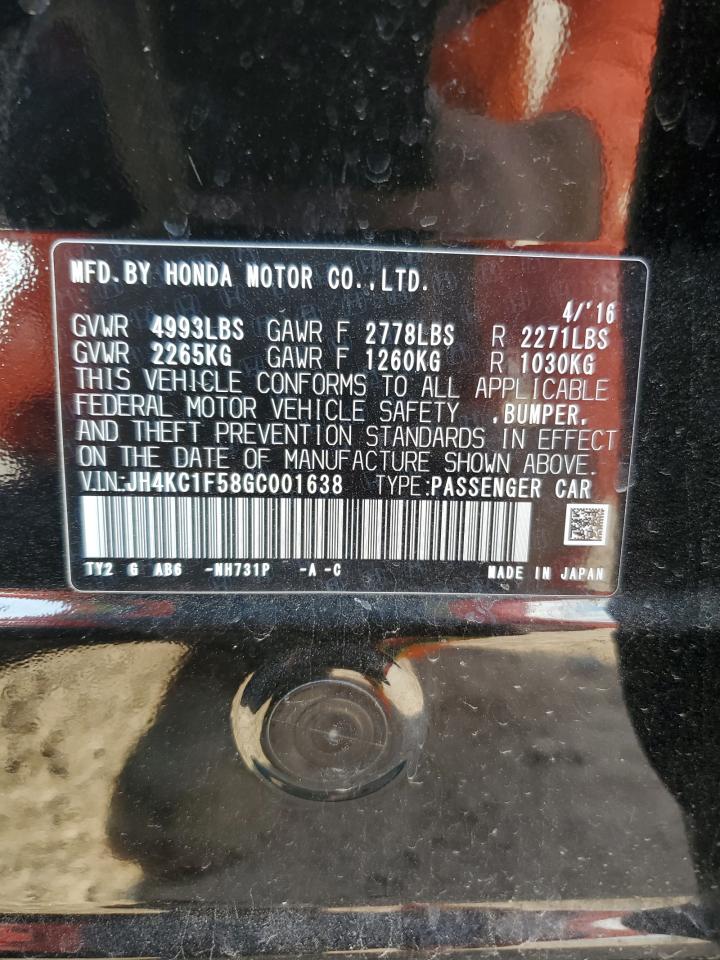 MFD.BY HONDA MOTOR CO.,LTD.
4/'16
GVWR 4993LBS GAWR F 2778LBS R 2271LBS
GVWR 2265KG GAWR F 1260KG R 1030KG
THIS VEHICLE CONFORMS TO ALL APPLICABLE
FEDERAL MOTOR VEHICLE SAFETY ,BUMPER,
AND THEFT PREVENTION STANDARDS IN EFFECT
ON THE DATE OF MANUFACTURE SHOWN ABOVE.
V.I.N.:JH4KC1F58GC001638 TYPE:PASSENGER CAR
TY2 G AB6 -NH731P -A -C MADE IN JAPAN